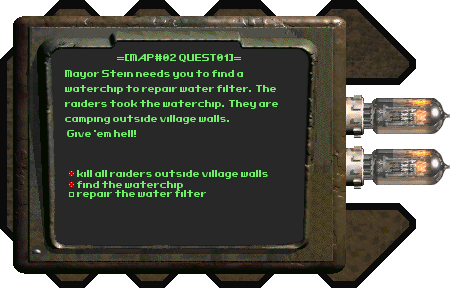 =[MAP#02 QUEST01]=
Mayor Stein needs you to find a
waterchip to repair water filter. The
raiders took the waterchip. They are
camping outside village walls.
Give 'em hell!
kill all raiders outside village walls
find the waterchip
repair the water filter